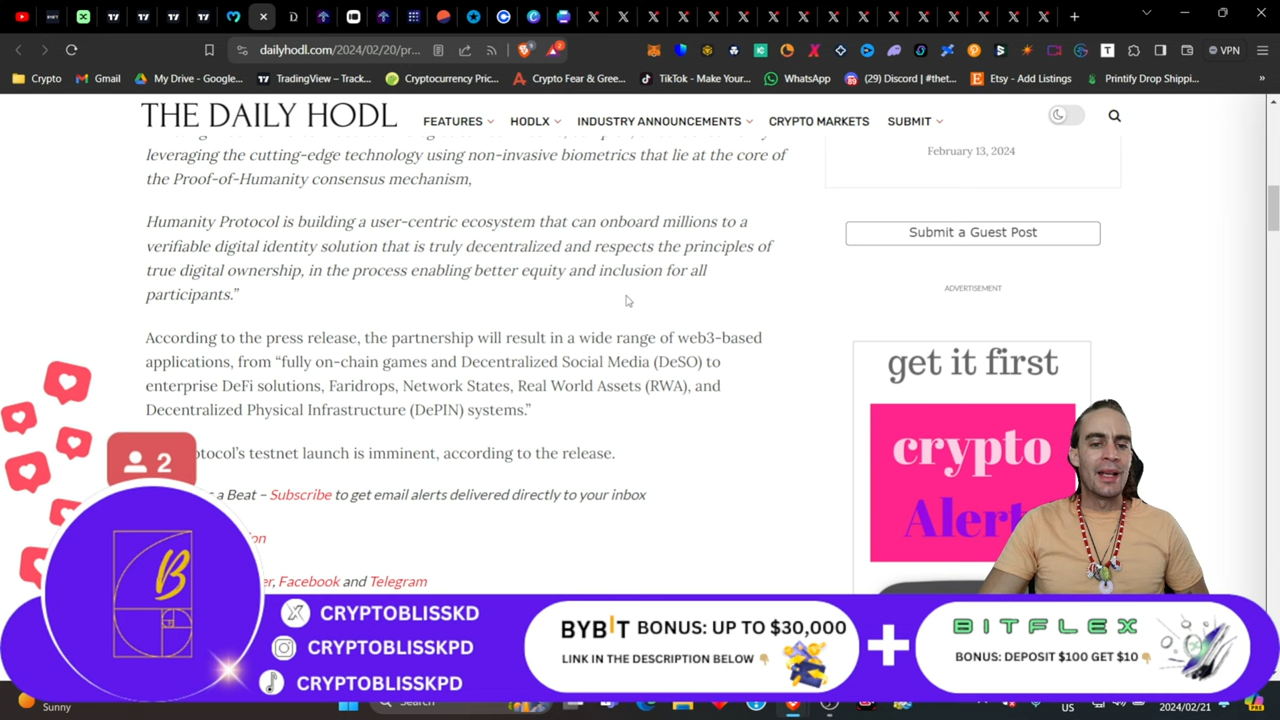 dailyhodl.com/2024/02/20/pr...
VPN
Crypto
Gmail
My Drive - Google...
TradingView – Track...
Cryptocurrency Pric...
Crypto Fear & Gree...
TikTok - Make Your...
WhatsApp
(29) Discord | #thet...
Etsy - Add Listings
Printify Drop Shippi...
»
THE DAILY HODL
FEATURES
HODLX
INDUSTRY ANNOUNCEMENTS
CRYPTO MARKETS
SUBMIT
leveraging the cutting-edge technology using non-invasive biometrics that lie at the core of
the Proof-of-Humanity consensus mechanism,
Humanity Protocol is building a user-centric ecosystem that can onboard millions to a
verifiable digital identity solution that is truly decentralized and respects the principles of
true digital ownership, in the process enabling better equity and inclusion for all
participants.”
According to the press release, the partnership will result in a wide range of web3-based
applications, from “fully on-chain games and Decentralized Social Media (DeSO) to
enterprise DeFi solutions, Faridrops, Network States, Real World Assets (RWA), and
Decentralized Physical Infrastructure (DePIN) systems.”
otocol’s testnet launch is imminent, according to the release.
a Beat – Subscribe to get email alerts delivered directly to your inbox
on
er, Facebook and Telegram
February 13, 2024
Submit a Guest Post
ADVERTISEMENT
get it first
crypto
Alert
2
B
CRYPTOBLISSKD
CRYPTOBLISSKPD
CRYPTOBLISSKPD
BYBIT BONUS: UP TO $30,000
LINK IN THE DESCRIPTION BELOW
+
BITFLEX
BONUS: DEPOSIT $100 GET $10
Sunny
Search
US
2024/02/21